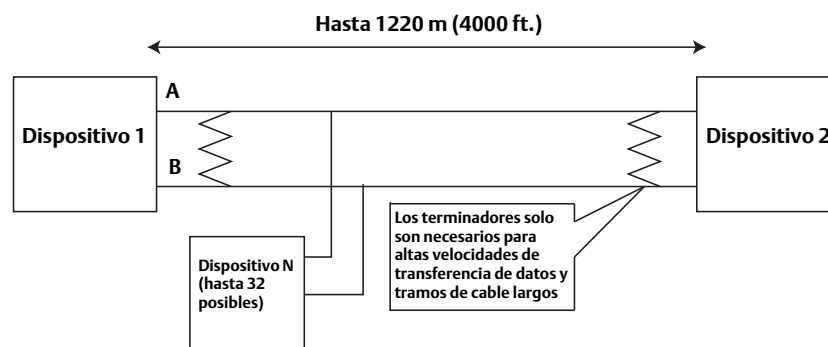 Hasta 1220 m (4000 ft.)
A
Dispositivo 1
Dispositivo 2
B
Dispositivo N
(hasta 32
posibles)
Los terminadores solo
son necesarios para
altas velocidades de
transferencia de datos y
tramos de cable largos